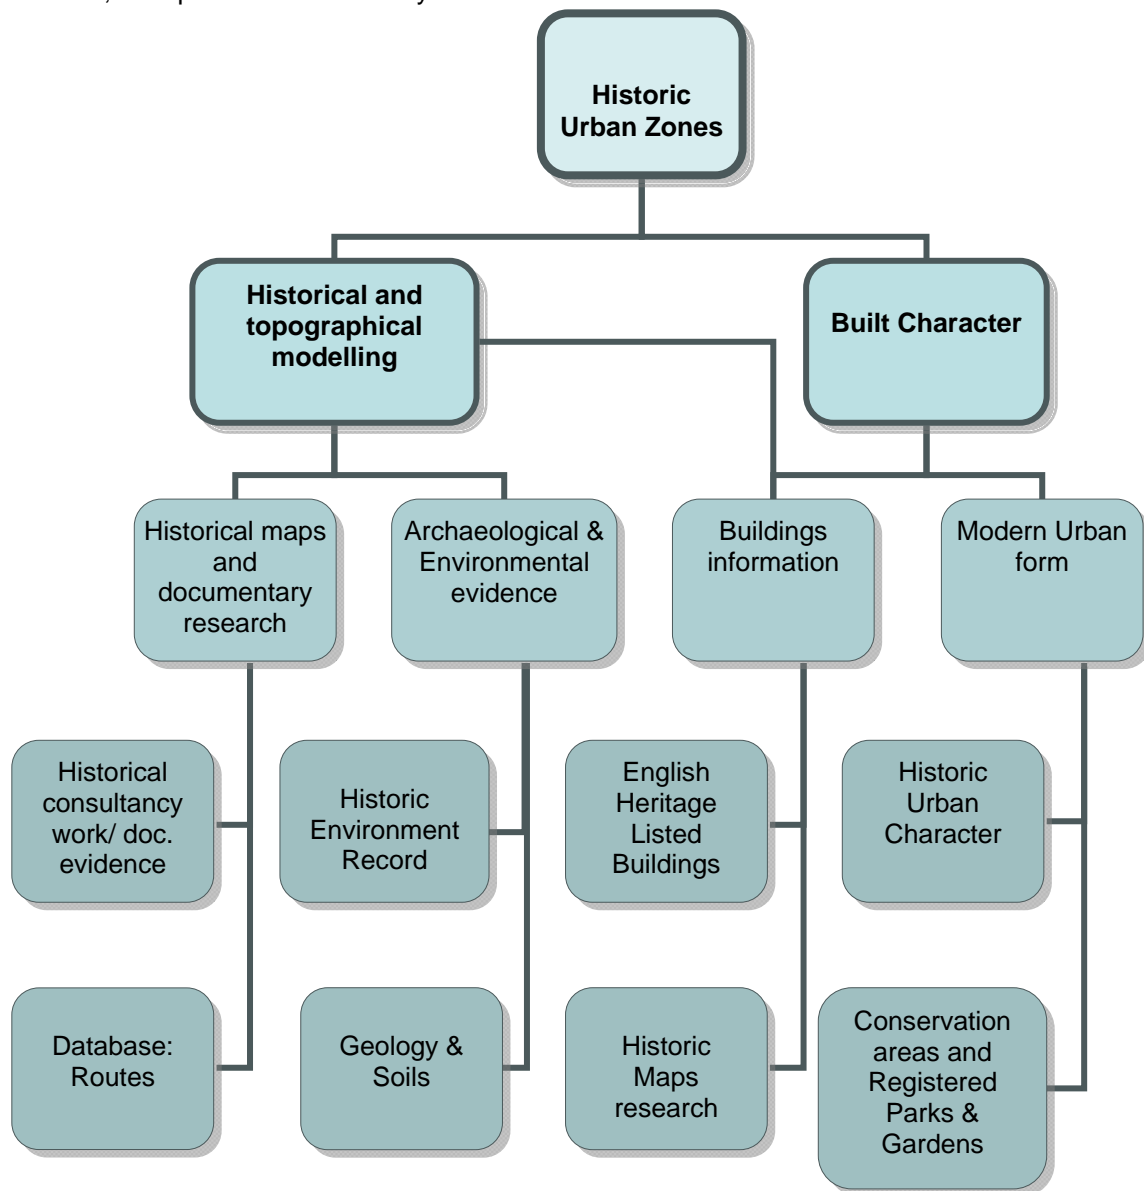 Historic
Urban Zones
Historical and
topographical
modelling
Built Character
Historical maps
and
documentary
research
Archaeological &
Environmental
evidence
Buildings
information
Modern Urban
form
Historical
consultancy
work/ doc.
evidence
Historic
Environment
Record
English
Heritage
Listed
Buildings
Historic
Urban
Character
Database:
Routes
Geology &
Soils
Historic
Maps
research
Conservation
areas and
Registered
Parks &
Gardens